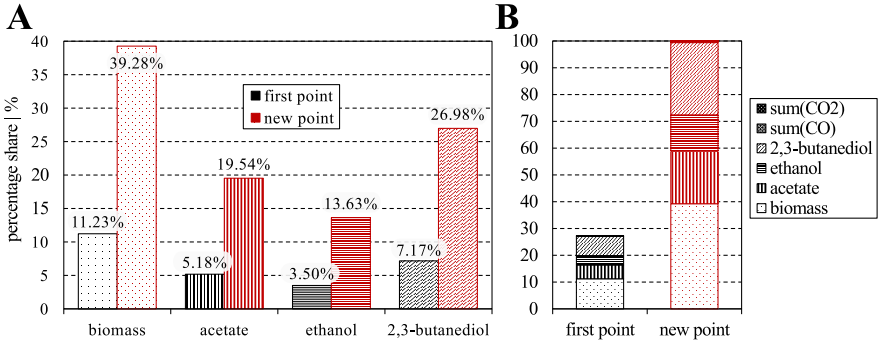 A
percentage share | %
40
35
30
25
20
15
10
5
0
39.28%
11.23%
19.54%
5.18%
13.63%
3.50%
26.98%
7.17%
first point
new point
biomass
acetate
ethanol
2,3-butanediol
B
100
90
80
70
60
50
40
30
20
10
0
first point
new point
sum(CO2)
sum(CO)
2,3-butanediol
ethanol
acetate
biomass